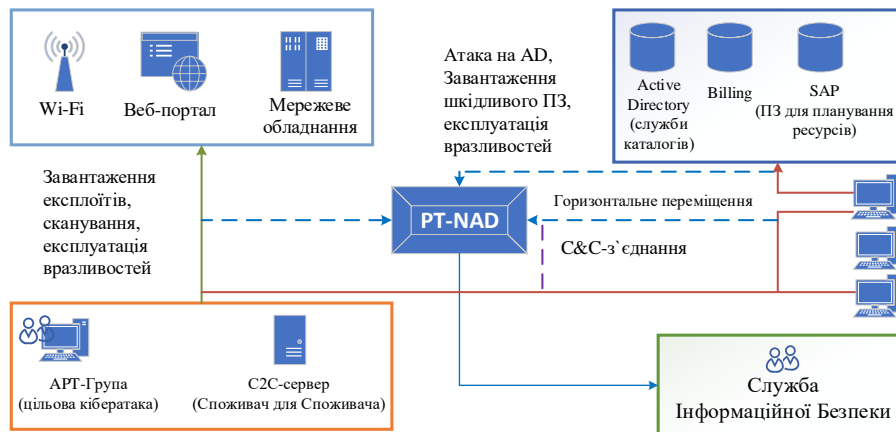 Wi-Fi
Веб-портал
Мережеве
обладнання
Атака на AD,
Завантаження
шкідливого ПЗ,
експлуатація
вразливостей
Active
Directory
(служби
каталогів)
Billing
SAP
(ПЗ для планування
ресурсів)
Завантаження
експлоїтів,
сканування,
експлуатація
вразливостей
PT-NAD
Горизонтальне переміщення
C&C-з`єднання
APT-Група
(цільова кібератака)
C2C-сервер
(Споживач для Споживача)
Служба
Інформаційної Безпеки